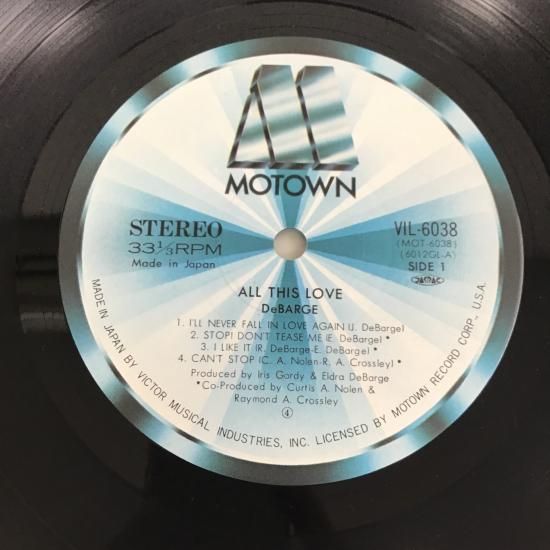 MOTOWN
STEREO
33⅓RPM
Made in Japan
VIL-6038
(MOT-6038)
(6012GL-A)
SIDE 1
JASRAC
ALL THIS LOVE
DeBARGE
1. I'LL NEVER FALL IN LOVE AGAIN (J. DeBarge)
2. STOP! DON'T TEASE ME (E. DeBarge) *
3. I LIKE IT (R. DeBarge-E. DeBarge)
4. CAN'T STOP (C. A. Nolen-R. A. Crossley) *
Produced by Iris Gordy & Eldra DeBarge
*Co-Produced by Curtis A. Nolen &
Raymond A. Crossley
④
MADE IN JAPAN BY VICTOR MUSICAL INDUSTRIES, INC. LICENSED BY MOTOWN RECORD CORP., U.S.A.